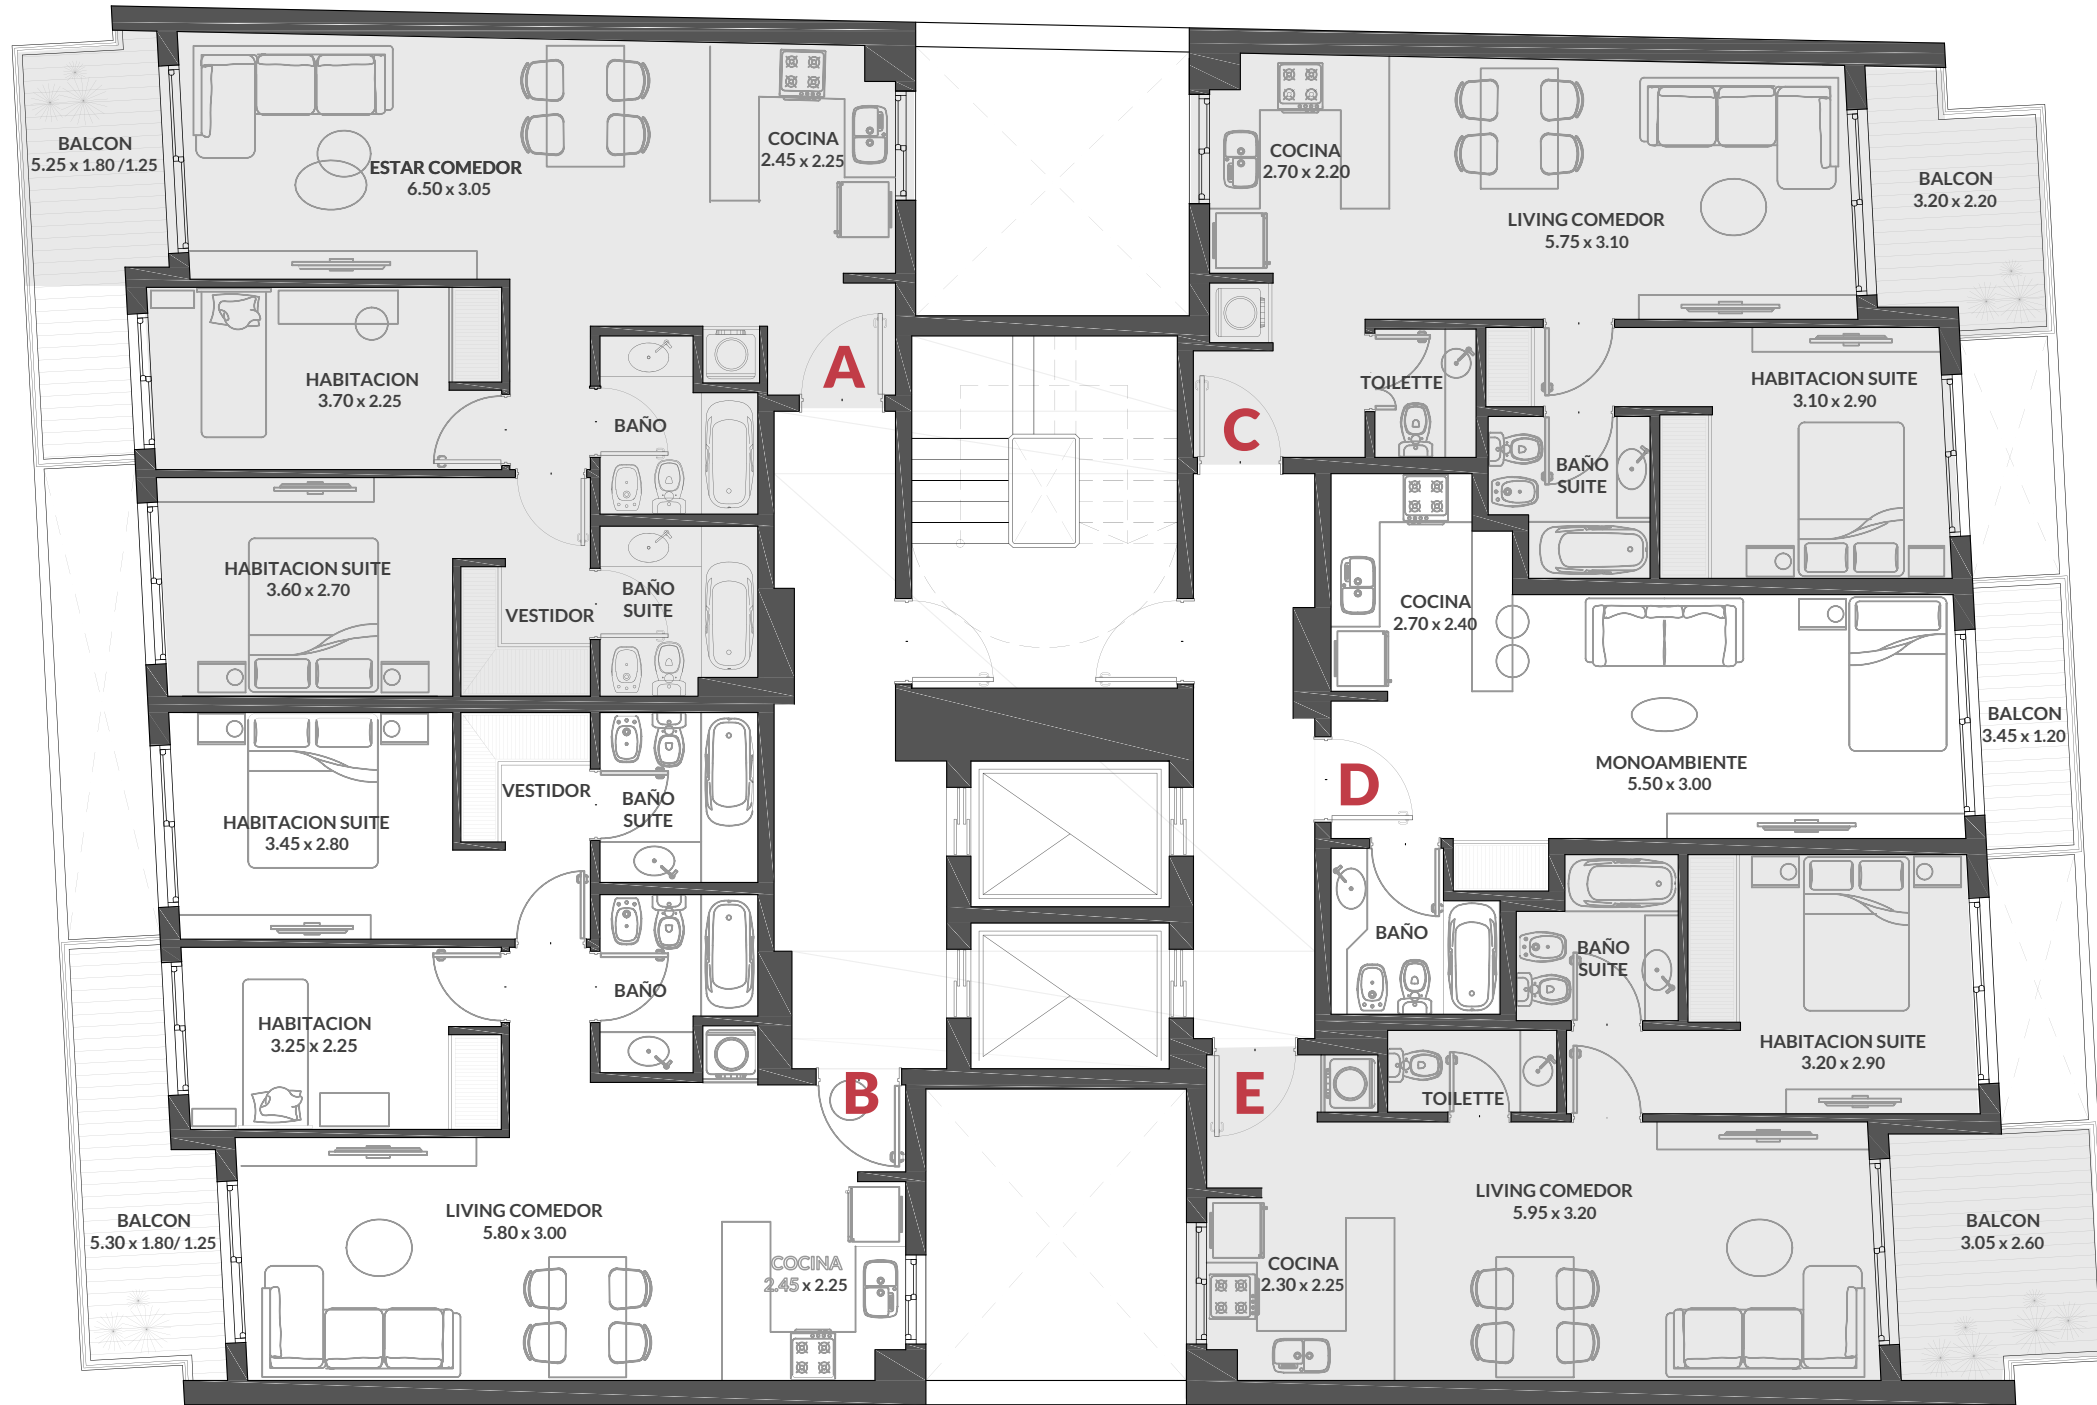 BALCON
5.25 x 1.80 /1.25
ESTAR COMEDOR
6.50 x 3.05
COCINA
2.45 x 2.25
HABITACION
3.70 x 2.25
BAÑO
A
HABITACION SUITE
3.60 x 2.70
VESTIDOR
BAÑO
SUITE
HABITACION SUITE
3.45 x 2.80
VESTIDOR
BAÑO
SUITE
HABITACION
3.25 x 2.25
BAÑO
B
BALCON
5.30 x 1.80/ 1.25
LIVING COMEDOR
5.80 x 3.00
COCINA
2.45 x 2.25
COCINA
2.70 x 2.20
LIVING COMEDOR
5.75 x 3.10
BALCON
3.20 x 2.20
C
TOILETTE
BAÑO
SUITE
HABITACION SUITE
3.10 x 2.90
COCINA
2.70 x 2.40
D
MONOAMBIENTE
5.50 x 3.00
BALCON
3.45 x 1.20
BAÑO
BAÑO
SUITE
HABITACION SUITE
3.20 x 2.90
E
TOILETTE
LIVING COMEDOR
5.95 x 3.20
COCINA
2.30 x 2.25
BALCON
3.05 x 2.60